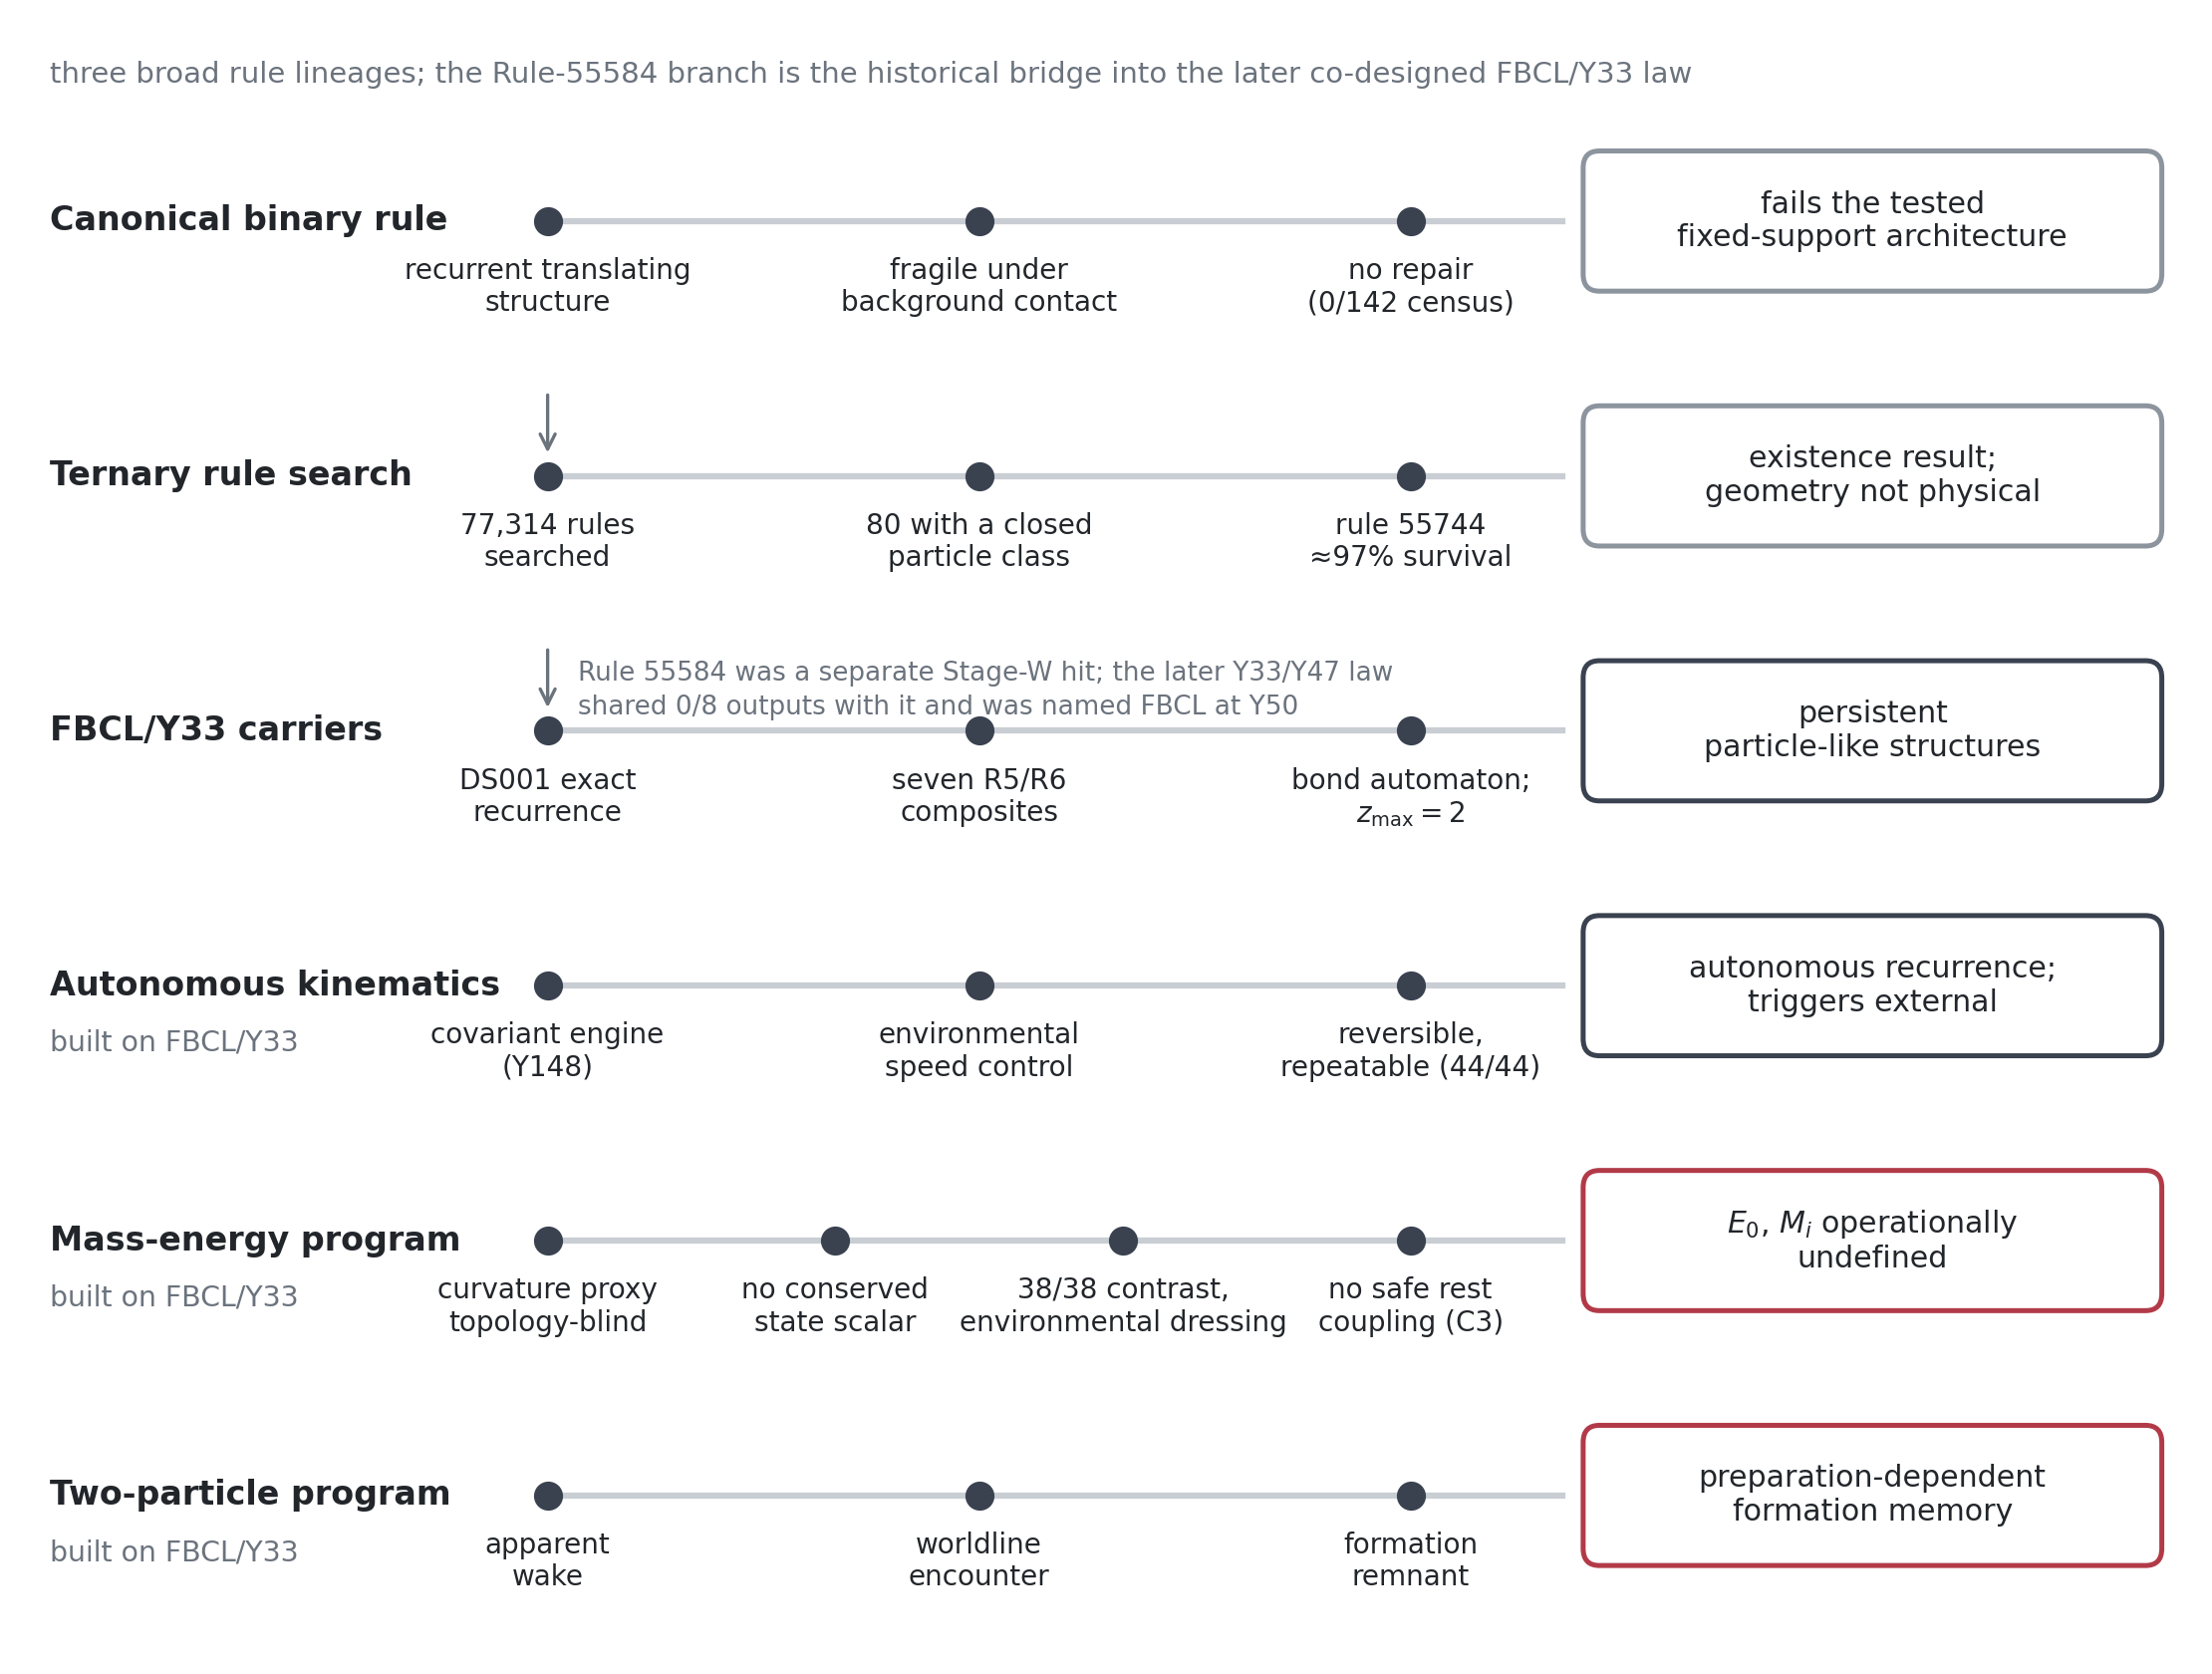 three broad rule lineages; the Rule-55584 branch is the historical bridge into the later co-designed FBCL/Y33 law
Canonical binary rule
recurrent translating
structure
fragile under
background contact
no repair
(0/142 census)
fails the tested
fixed-support architecture
Ternary rule search
77,314 rules
searched
80 with a closed
particle class
rule 55744
≈97% survival
existence result;
geometry not physical
Rule 55584 was a separate Stage-W hit; the later Y33/Y47 law
shared 0/8 outputs with it and was named FBCL at Y50
FBCL/Y33 carriers
DS001 exact
recurrence
seven R5/R6
composites
bond automaton;
z_max = 2
persistent
particle-like structures
Autonomous kinematics
built on FBCL/Y33
covariant engine
(Y148)
environmental
speed control
reversible,
repeatable (44/44)
autonomous recurrence;
triggers external
Mass-energy program
built on FBCL/Y33
curvature proxy
topology-blind
no conserved
state scalar
38/38 contrast,
environmental dressing
no safe rest
coupling (C3)
E₀, Mᵢ operationally
undefined
Two-particle program
built on FBCL/Y33
apparent
wake
worldline
encounter
formation
remnant
preparation-dependent
formation memory